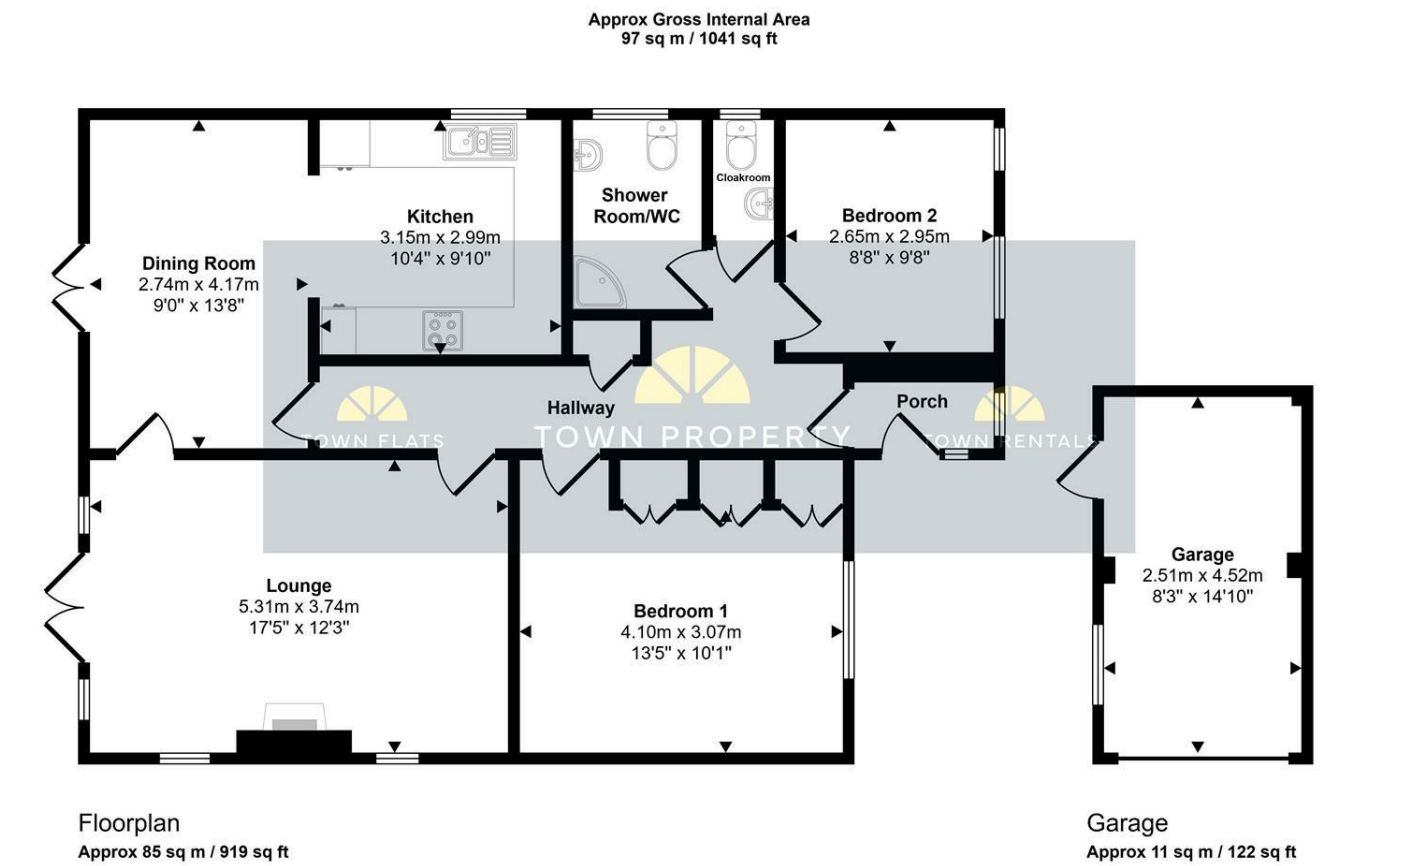 Approx Gross Internal Area
97 sq m / 1041 sq ft
Dining Room
2.74m x 4.17m
9'0" x 13'8"
Kitchen
3.15m x 2.99m
10'4" x 9'10"
Shower
Room/WC
Cloakroom
Bedroom 2
2.65m x 2.95m
8'8" x 9'8"
Hallway
Porch
TOWN FLATS
TOWN PROPERTY
TOWN RENTALS
Lounge
5.31m x 3.74m
17'5" x 12'3"
Bedroom 1
4.10m x 3.07m
13'5" x 10'1"
Garage
2.51m x 4.52m
8'3" x 14'10"
Floorplan
Approx 85 sq m / 919 sq ft
Garage
Approx 11 sq m / 122 sq ft